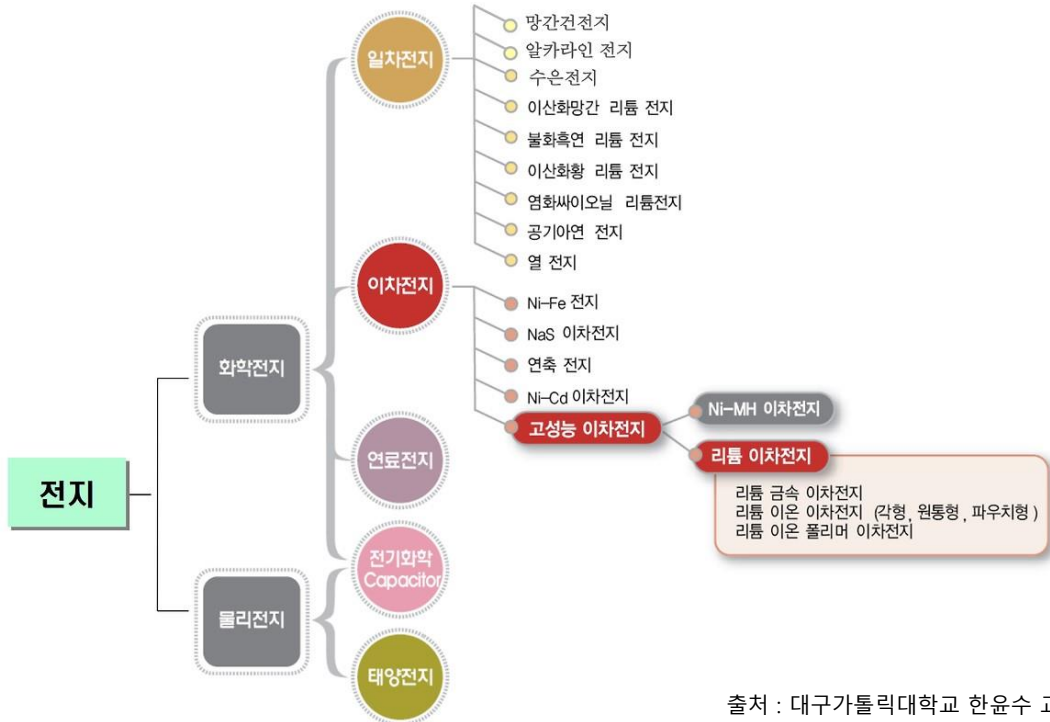 전지
화학전지
물리전지
일차전지
망간건전지
알카라인 전지
수은전지
이산화망간 리튬 전지
불화흑연 리튬 전지
이산화황 리튬 전지
염화싸이오닐 리튬전지
공기아연 전지
열 전지
이차전지
Ni-Fe 전지
NaS 이차전지
연축 전지
Ni-Cd 이차전지
고성능 이차전지
Ni-MH 이차전지
리튬 이차전지
리튬 금속 이차전지
리튬 이온 이차전지 (각형, 원통형, 파우치형)
리튬 이온 폴리머 이차전지
연료전지
전기화학
Capacitor
태양전지
출처 : 대구가톨릭대학교 한윤수